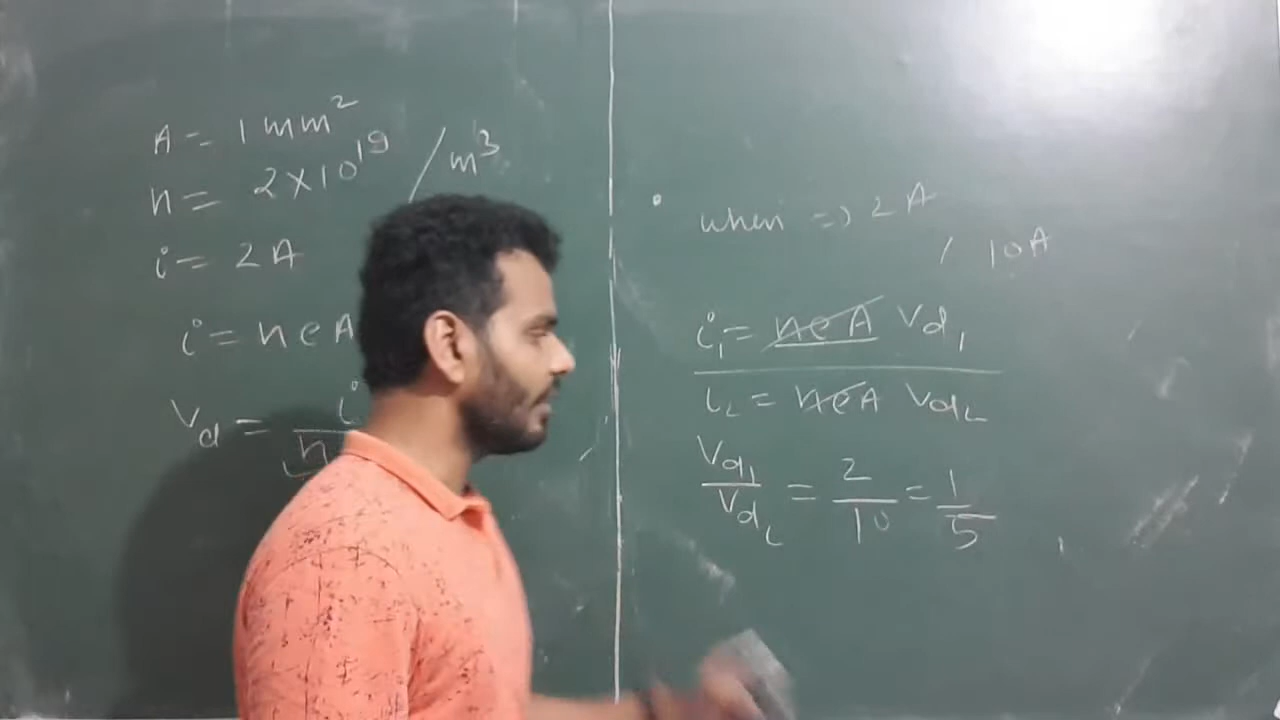 A = 1 mm²
n = 2×10¹⁹ / m³
i = 2A
i = neA
Vd = i
n
when => 2A
/ 10A
i₁ = neA Vd₁
i₂ = neA Vd₂
Vd₁/Vd₂ = 2/10 = 1/5